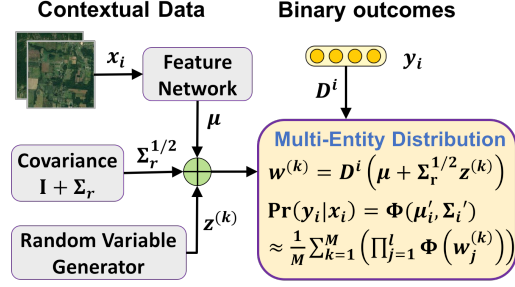 Contextual Data
Binary outcomes
x_i
Feature
Network
y_i
D^i
μ
Covariance
I + Σ_r
Σ_r^{1/2}
z^{(k)}
Random Variable
Generator
Multi-Entity Distribution
w^{(k)} = D^i (μ + Σ_r^{1/2} z^{(k)})
Pr(y_i|x_i) = Φ(μ_i′, Σ_i′)
≈ \frac{1}{M} Σ_{k=1}^{M} (∏_{j=1}^{l} Φ(w_j^{(k)}))